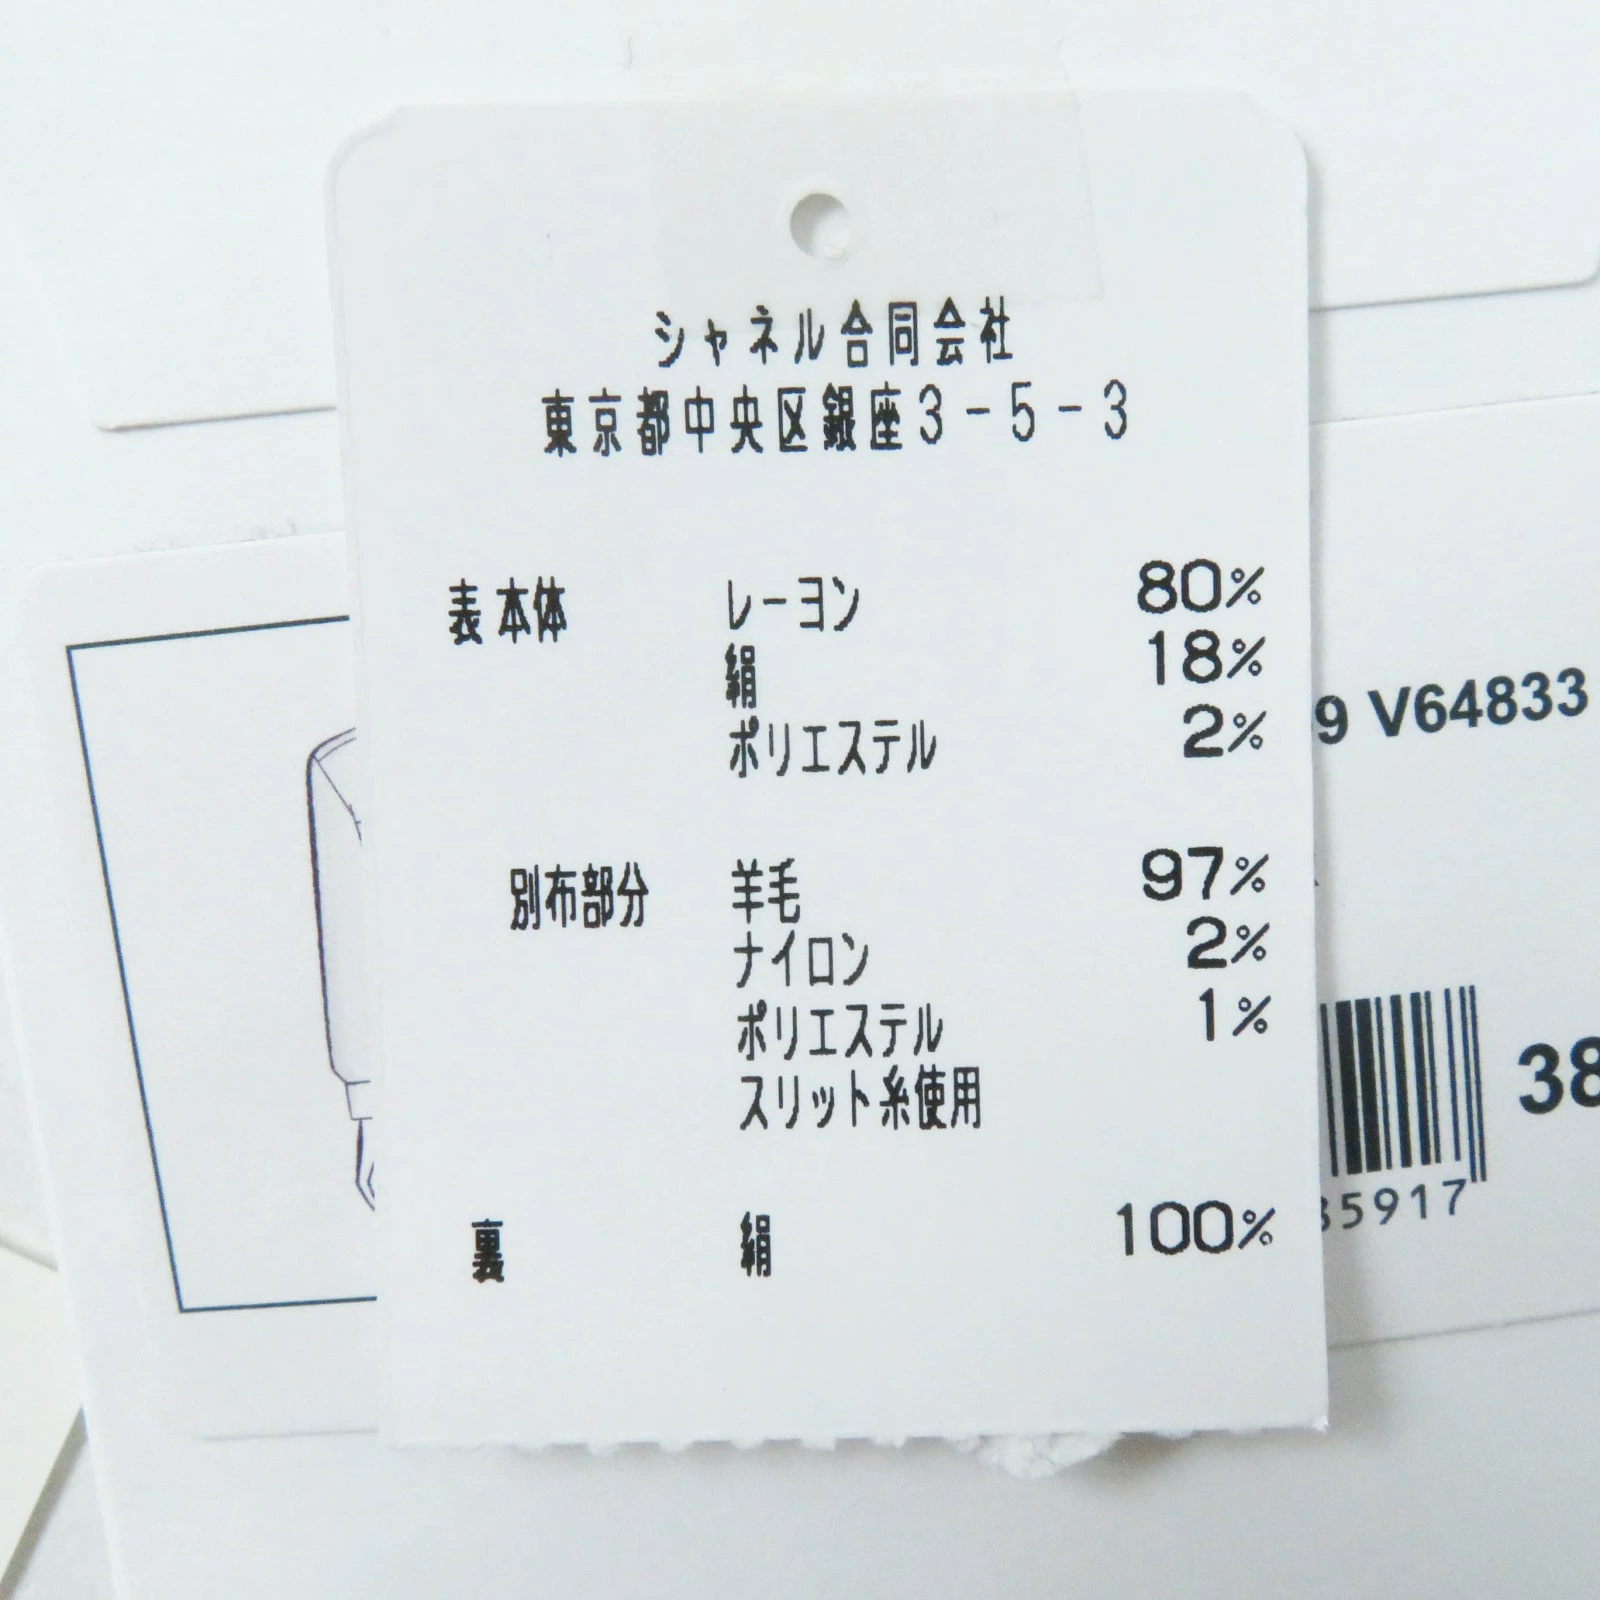 シャネル合同会社
東京都中央区銀座3-5-3
表 本体 レーヨン 80%
絹 18%
ポリエステル 2%
別布部分 羊毛 97%
ナイロン 2%
ポリエステル 1%
スリット糸使用
裏 絹 100%
9 V64833
38
5917